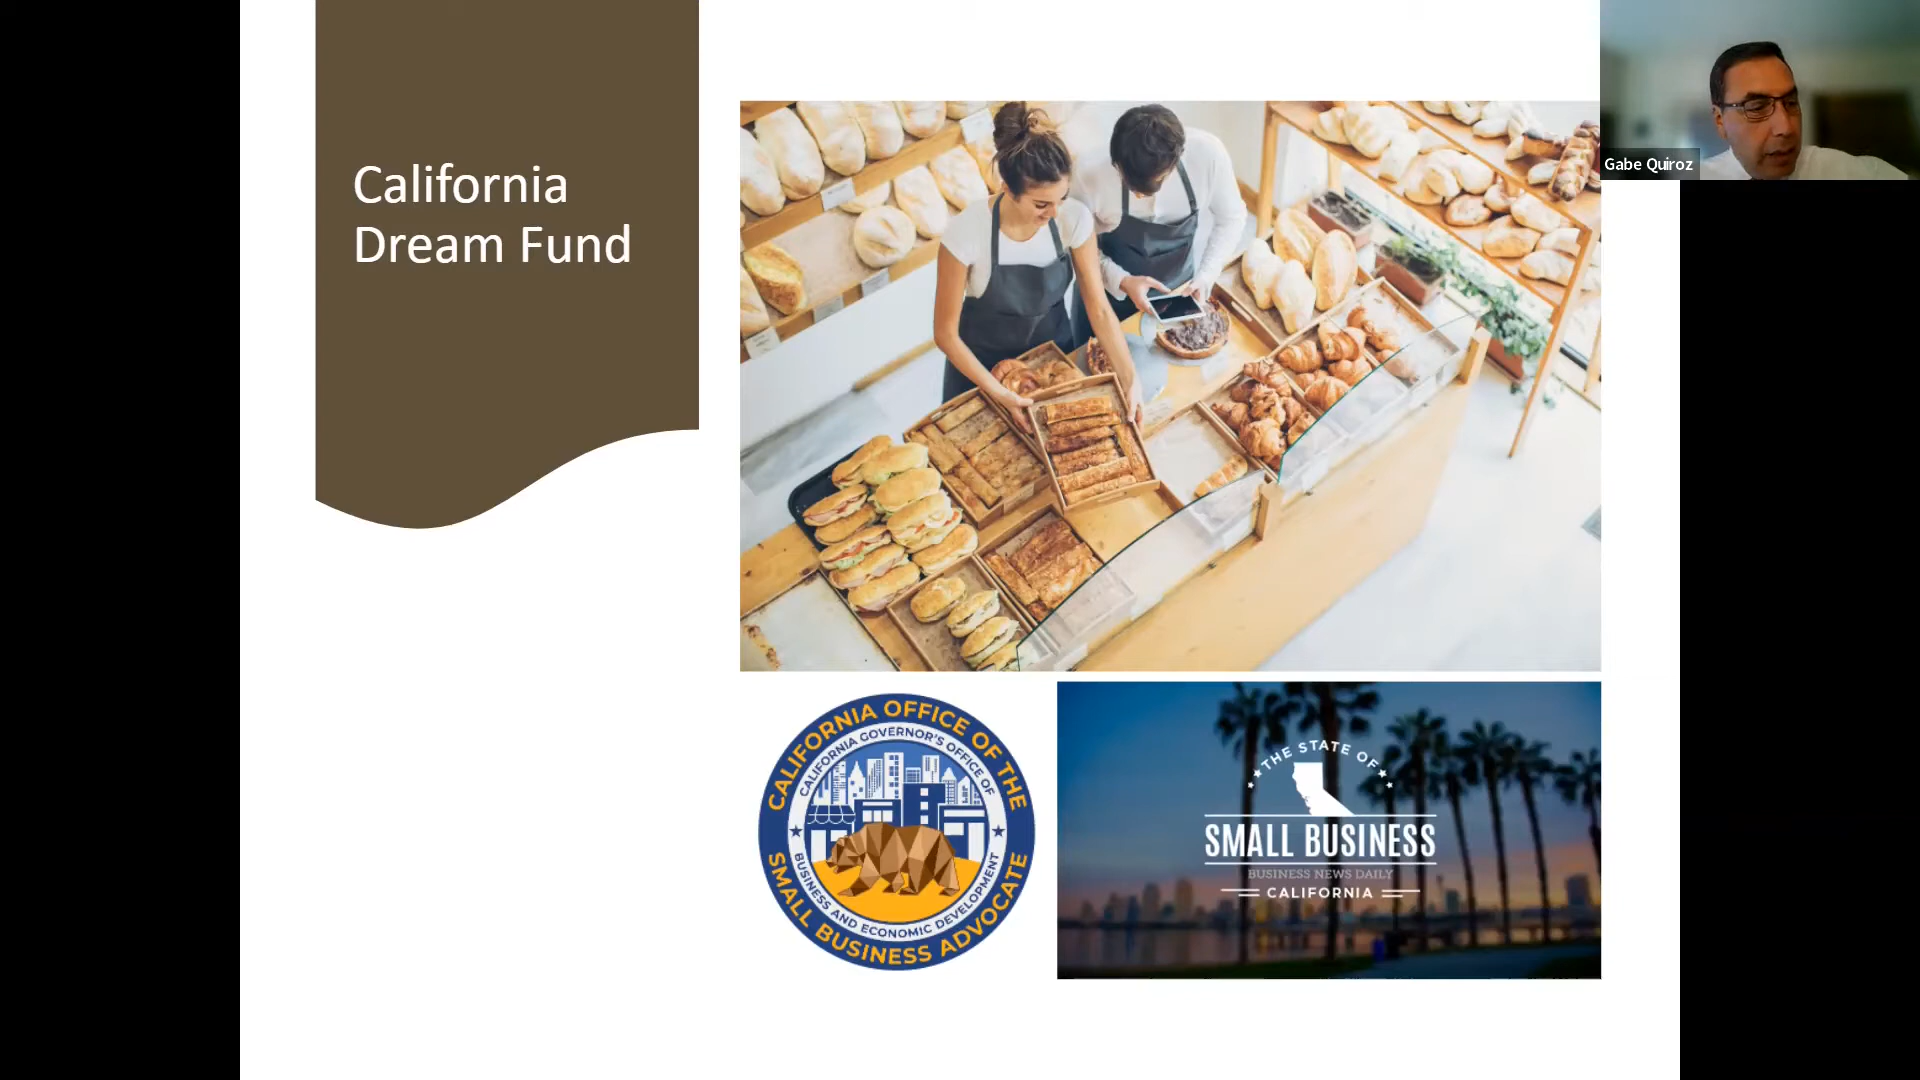 California
Dream Fund
Gabe Quiroz
CALIFORNIA OFFICE OF THE
SMALL BUSINESS ADVOCATE
CALIFORNIA GOVERNOR'S OFFICE OF
BUSINESS AND ECONOMIC DEVELOPMENT
THE STATE OF
SMALL BUSINESS
BUSINESS NEWS DAILY
CALIFORNIA